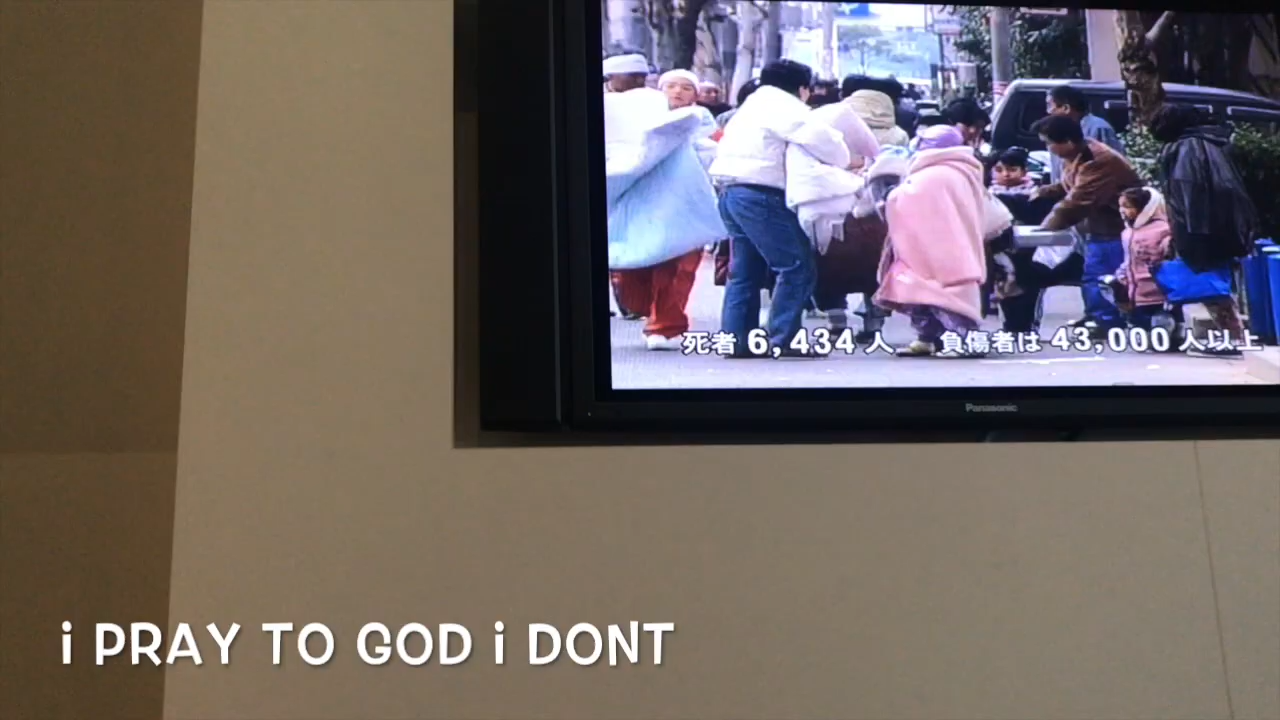 死者 6,434 人　負傷者は 43,000 人以上
Panasonic
i PRAY TO GOD i DONT